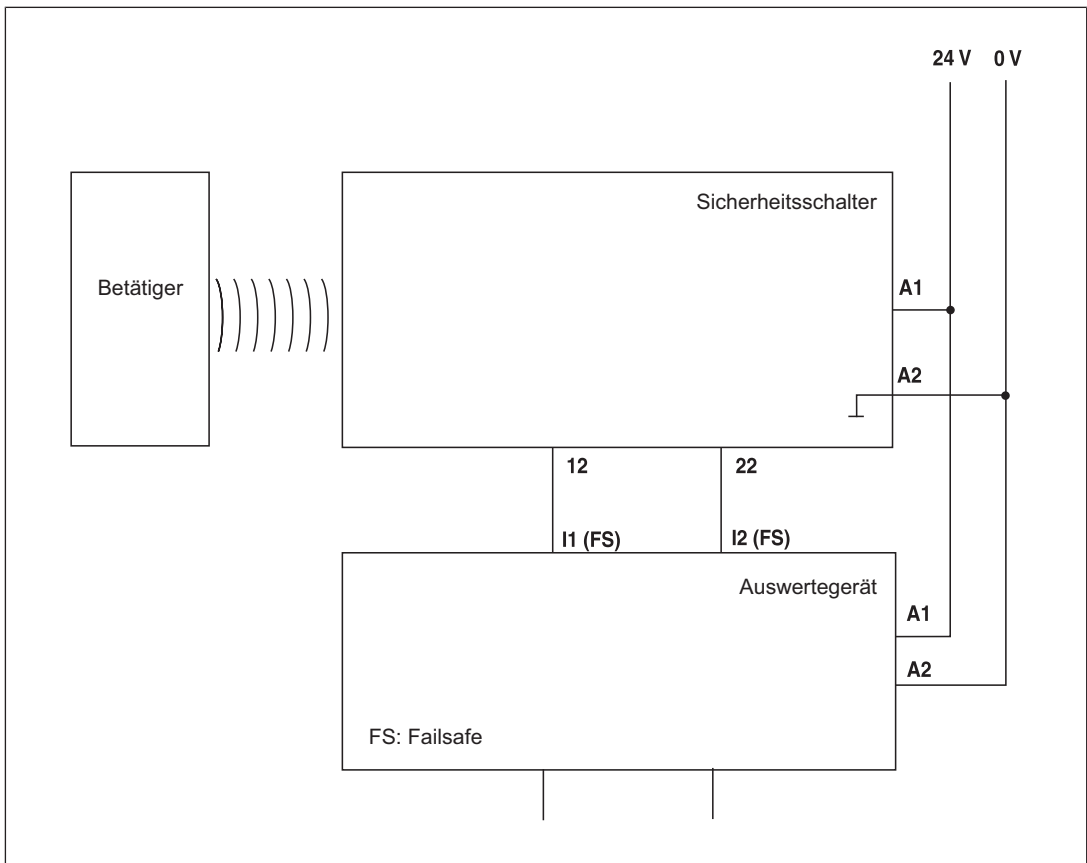 24 V 0 V
Sicherheitsschalter
Betätiger
A1
A2
12 22
I1 (FS) I2 (FS)
Auswertegerät
A1
A2
FS: Failsafe